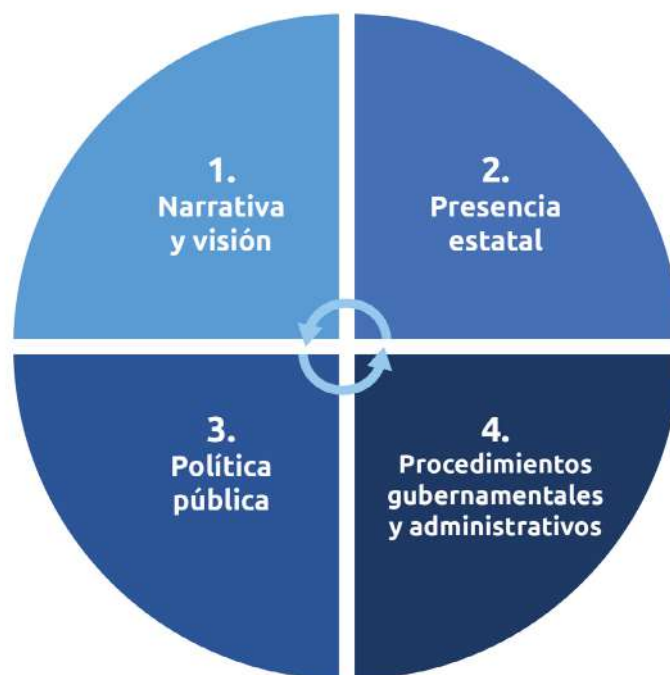 1.
Narrativa
y visión
2.
Presencia
estatal
3.
Política
pública
4.
Procedimientos
gubernamentales
y administrativos